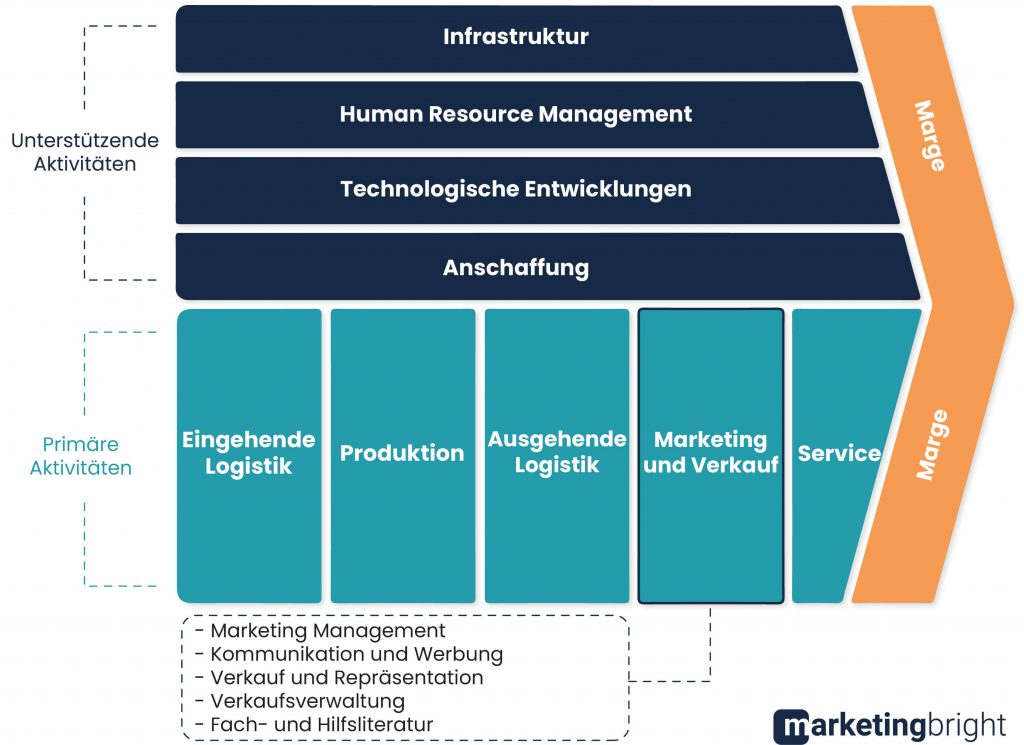 Infrastruktur
Human Resource Management
Technologische Entwicklungen
Anschaffung
Unterstützende
Aktivitäten
Marge
Primäre
Aktivitäten
Eingehende
Logistik
Produktion
Ausgehende
Logistik
Marketing
und Verkauf
Service
Marge
- Marketing Management
- Kommunikation und Werbung
- Verkauf und Repräsentation
- Verkaufsverwaltung
- Fach- und Hilfsliteratur
marketingbright